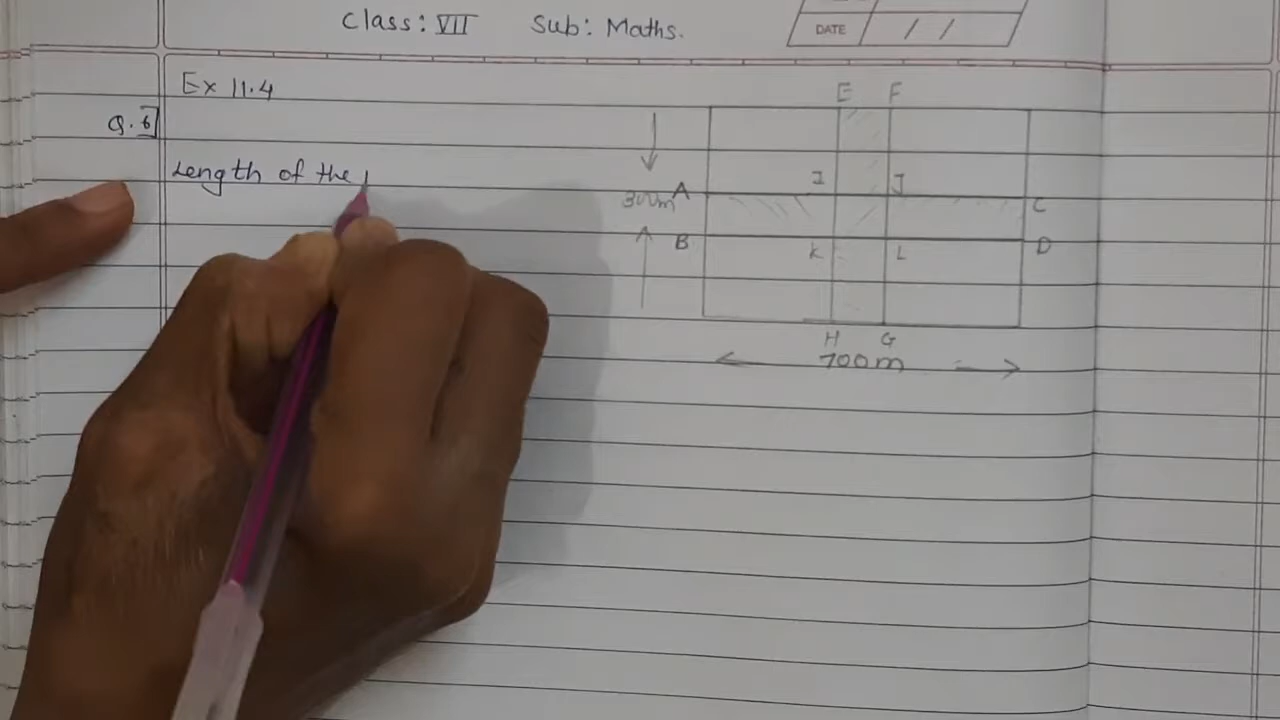 Class: VII Sub: Maths.
DATE / /
Ex 11.4
Q.6]
Length of the
E F
I J
A C
300m
B D
K L
H G
700m